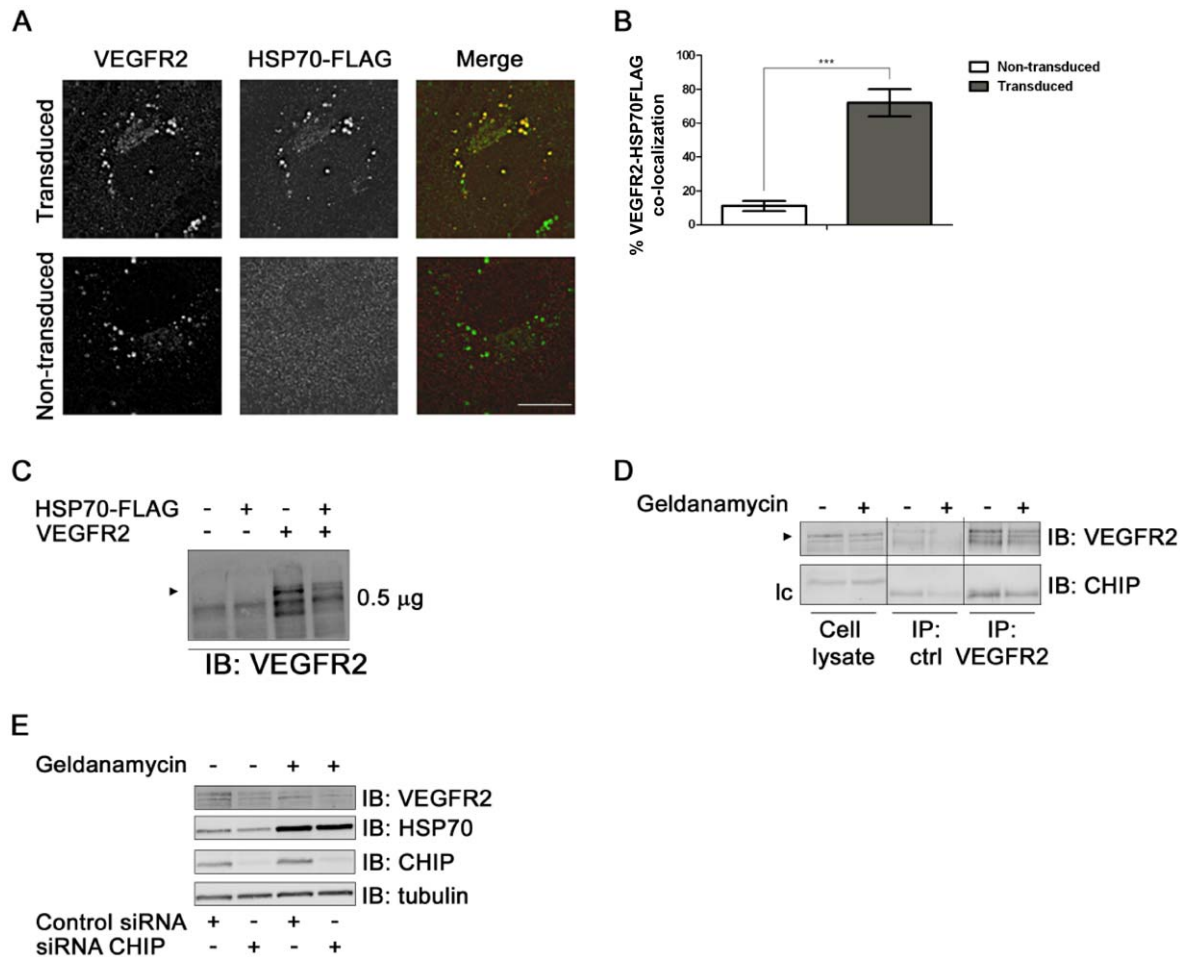 A
VEGFR2 HSP70-FLAG Merge
Transduced
Non-transduced
B
% VEGFR2-HSP70FLAG
co-localization
100
80
60
40
20
0
***
Non-transduced
Transduced
C
HSP70-FLAG - + - +
VEGFR2 - - + +
0.5 μg
IB: VEGFR2
D
Geldanamycin - + - + - +
IB: VEGFR2
Ic IB: CHIP
Cell lysate
IP: ctrl
IP: VEGFR2
E
Geldanamycin - - + +
IB: VEGFR2
IB: HSP70
IB: CHIP
IB: tubulin
Control siRNA + - + -
siRNA CHIP - + - +